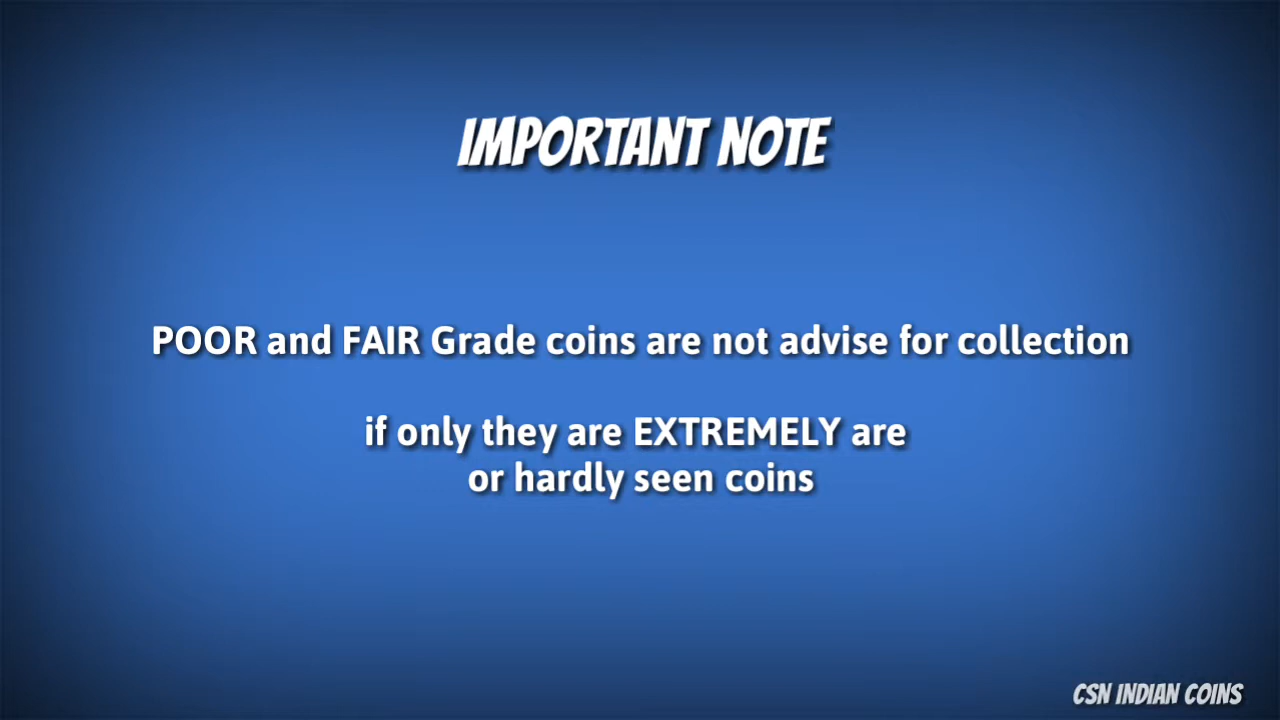 IMPORTANT NOTE
POOR and FAIR Grade coins are not advise for collection
if only they are EXTREMELY are
or hardly seen coins
CSN INDIAN COINS